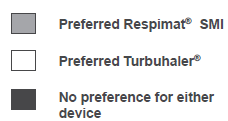 Preferred Respimat® SMI
Preferred Turbuhaler®
No preference for either
device